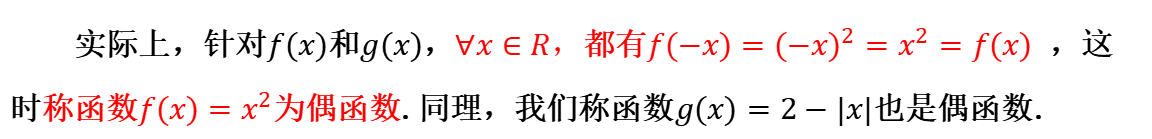 实际上，针对f(x)和g(x)，∀x ∈ R，都有f(−x) = (−x)² = x² = f(x) ，这
时称函数f(x) = x²为偶函数. 同理，我们称函数g(x) = 2 − |x|也是偶函数.